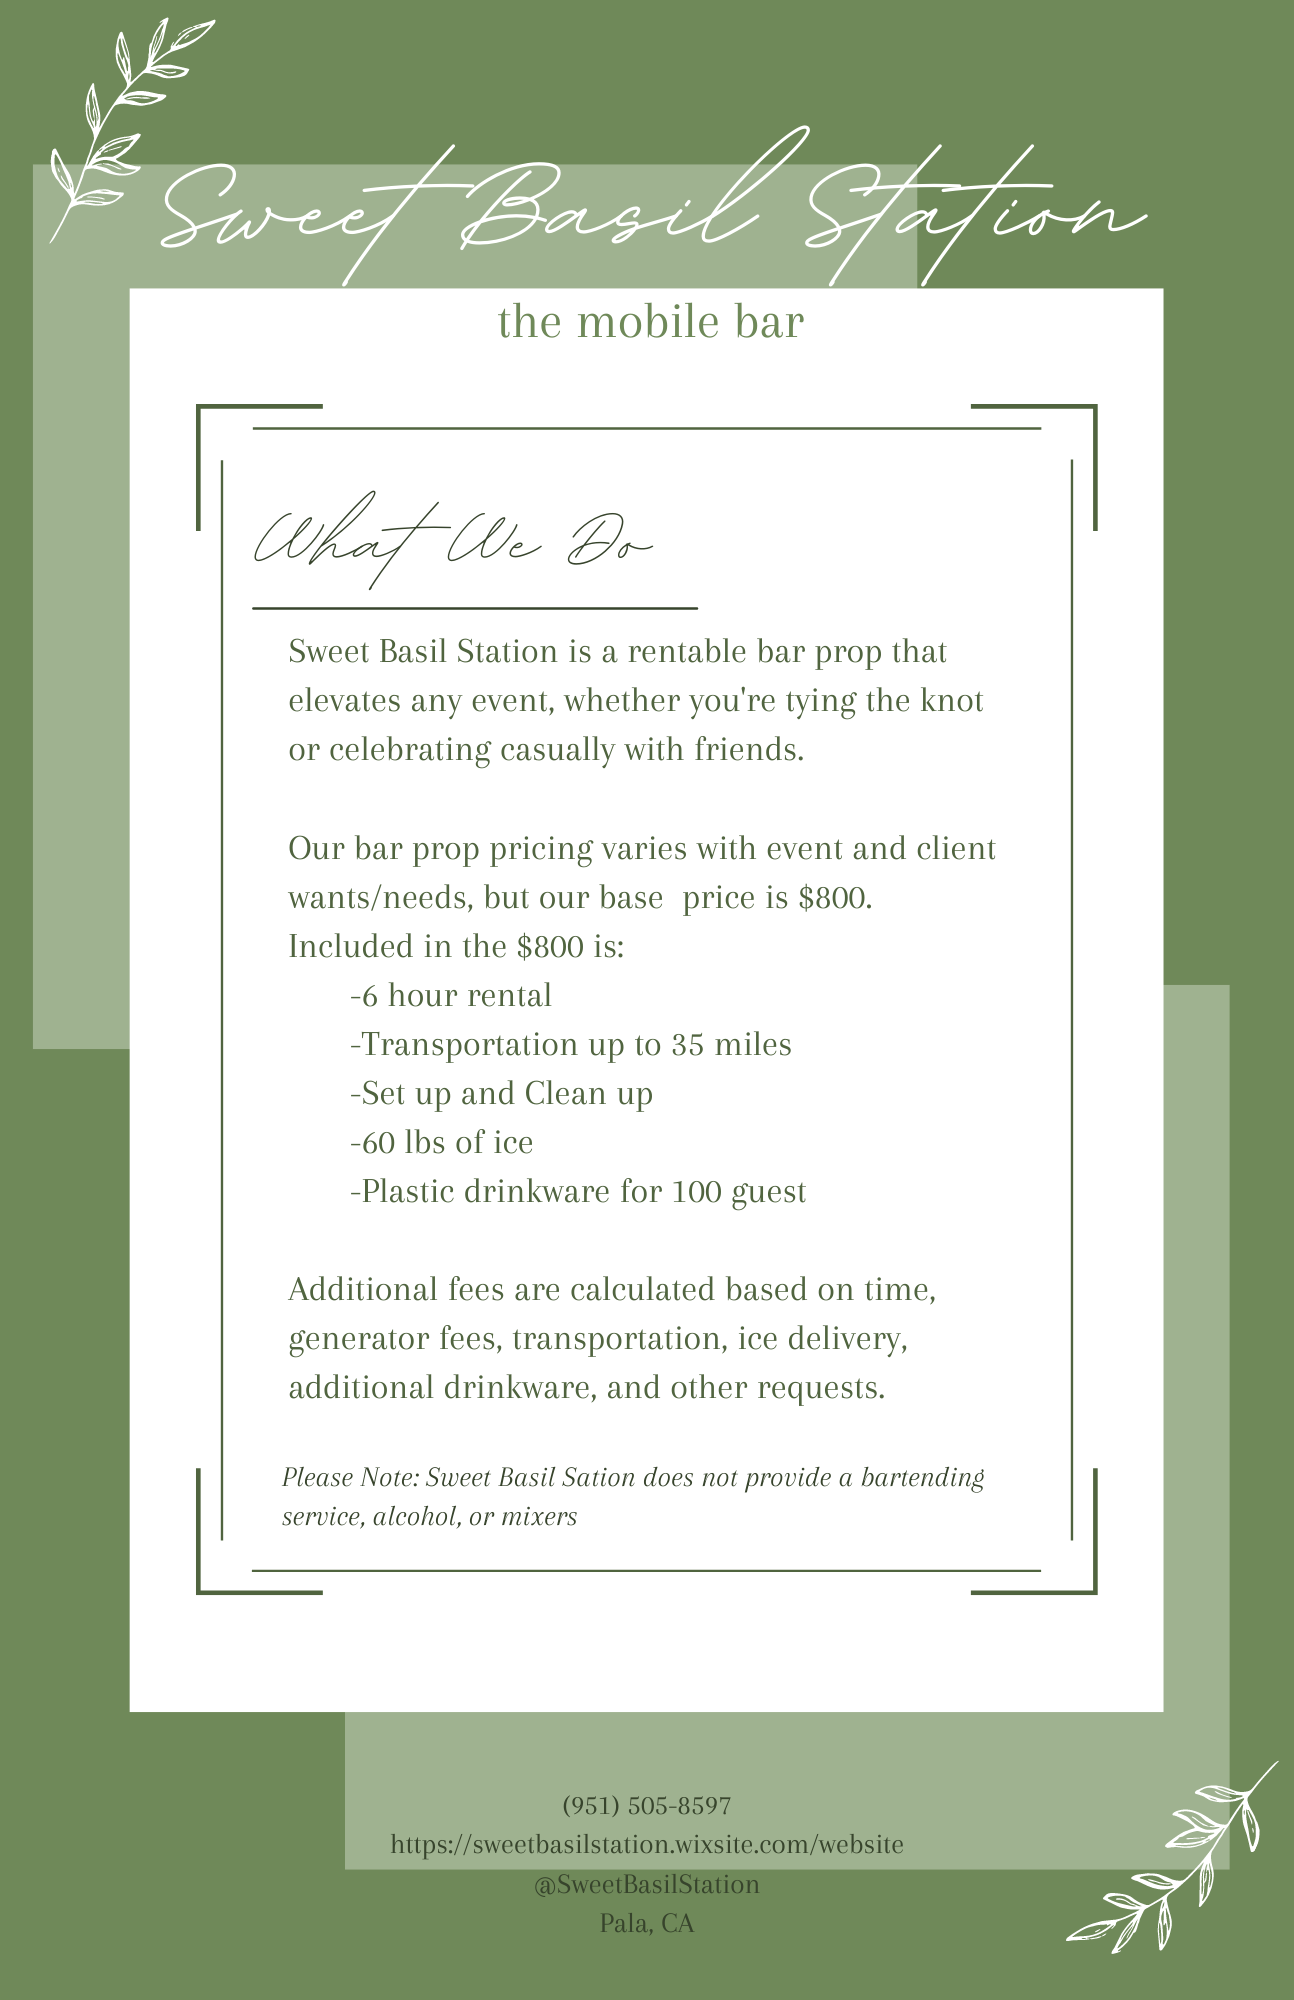 Sweet Basil Station
the mobile bar
What We Do
Sweet Basil Station is a rentable bar prop that
elevates any event, whether you're tying the knot
or celebrating casually with friends.
Our bar prop pricing varies with event and client
wants/needs, but our base  price is $800.
Included in the $800 is:
-6 hour rental
-Transportation up to 35 miles
-Set up and Clean up
-60 lbs of ice
-Plastic drinkware for 100 guest
Additional fees are calculated based on time,
generator fees, transportation, ice delivery,
additional drinkware, and other requests.
Please Note: Sweet Basil Sation does not provide a bartending
service, alcohol, or mixers
(951) 505-8597
https://sweetbasilstation.wixsite.com/website
@SweetBasilStation
Pala, CA